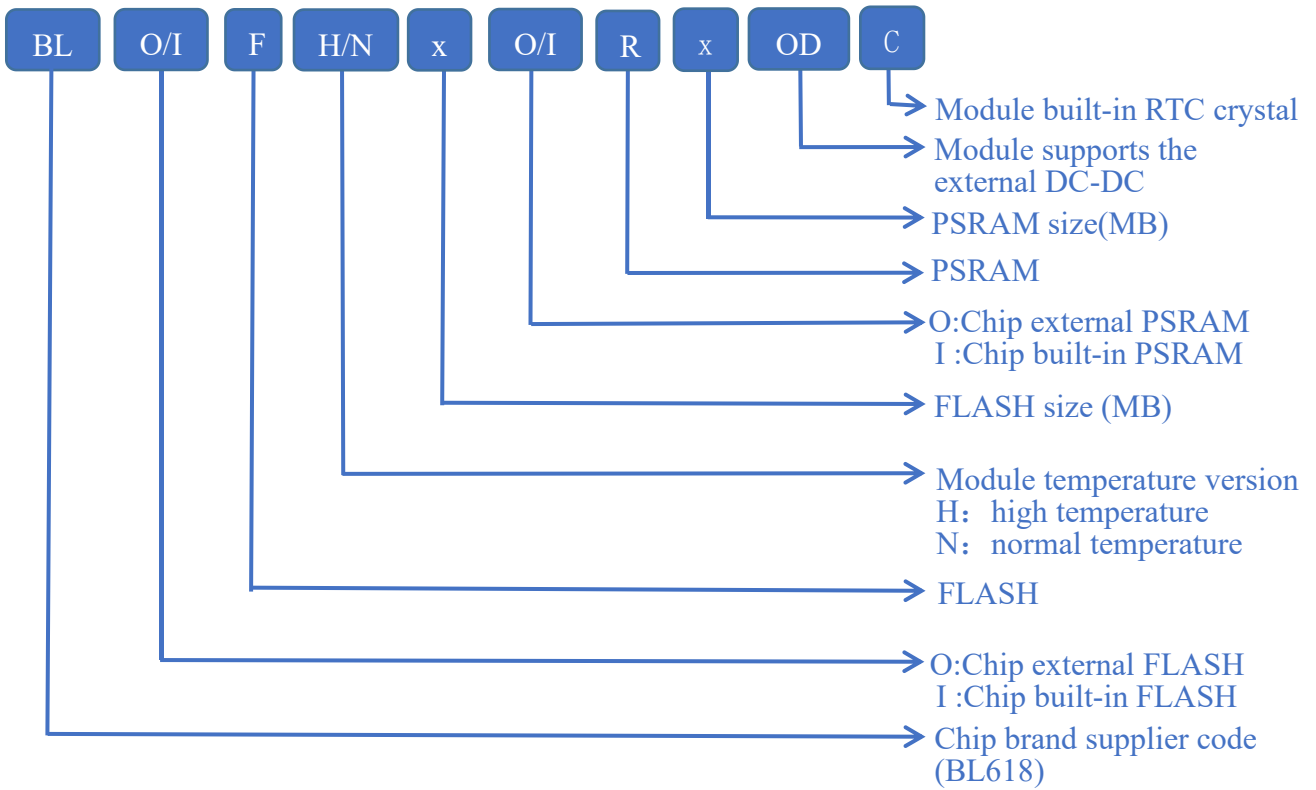 BL O/I F H/N x O/I R x OD C
Module built-in RTC crystal
Module supports the
external DC-DC
PSRAM size(MB)
PSRAM
O:Chip external PSRAM
I :Chip built-in PSRAM
FLASH size (MB)
Module temperature version
H： high temperature
N： normal temperature
FLASH
O:Chip external FLASH
I :Chip built-in FLASH
Chip brand supplier code
(BL618)